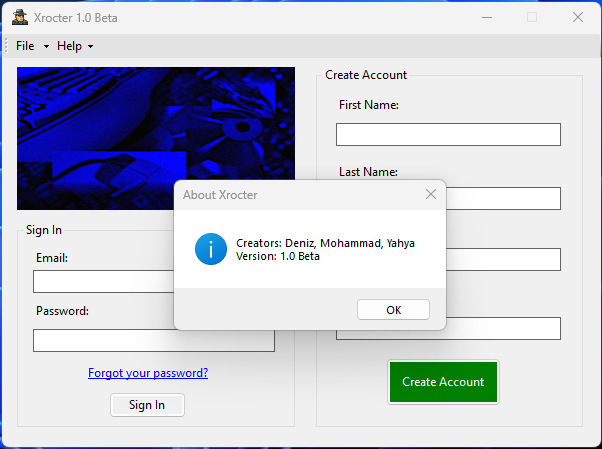 Xrocter 1.0 Beta
File
Help
Create Account
First Name:
Last Name:
About Xrocter
Creators: Deniz, Mohammad, Yahya
Version: 1.0 Beta
OK
Sign In
Email:
Password:
Forgot your password?
Sign In
Create Account